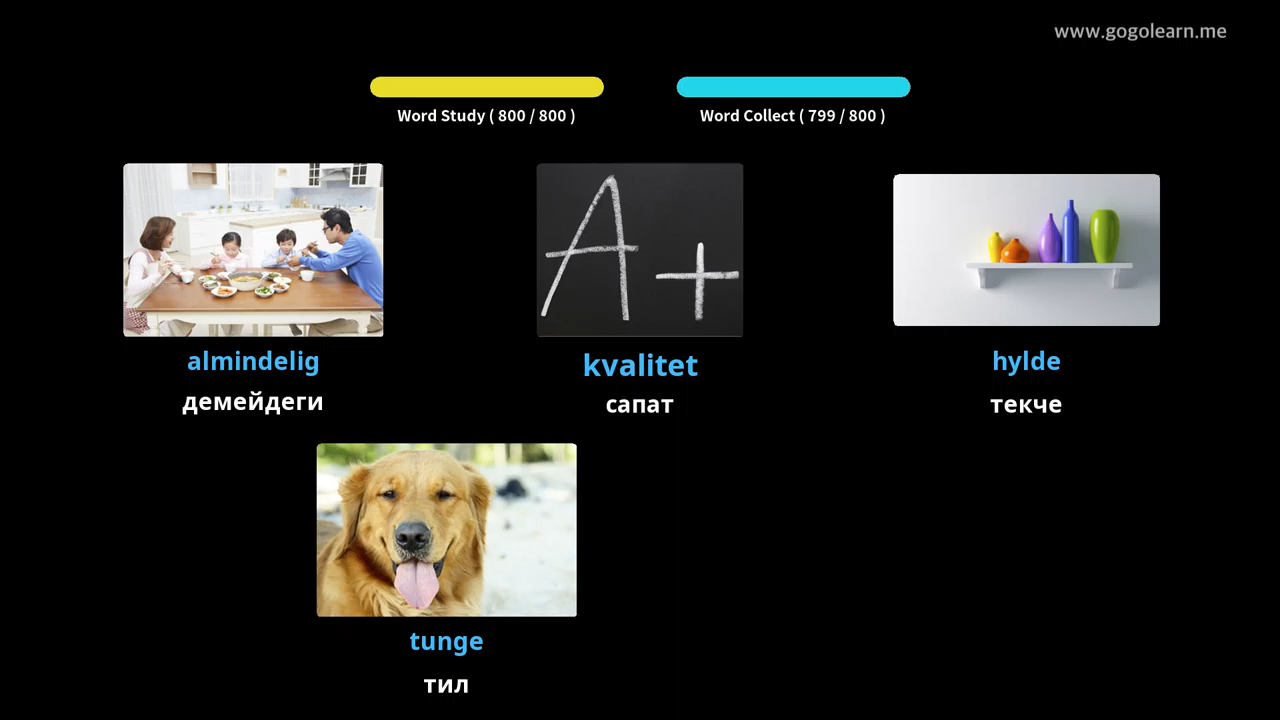 www.gogolearn.me
Word Study ( 800 / 800 )
Word Collect ( 799 / 800 )
A+
almindelig
kvalitet
hylde
демейдеги
сапат
текче
tunge
тил